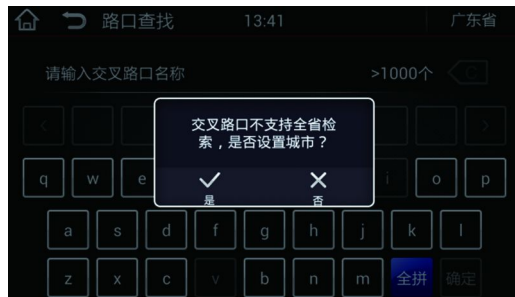 路口查找 13:41 广东省
请输入交叉路口名称 >1000个 C
交叉路口不支持全省检
索，是否设置城市？
是 否
q w e i o p
a s d f g h j k l
z x c v b n m 全拼 确定